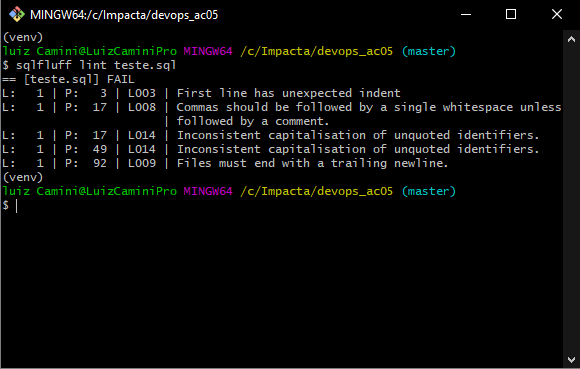 MINGW64:/c/Impacta/devops_ac05
(venv)
luiz Camini@LuizCaminiPro MINGW64 /c/Impacta/devops_ac05 (master)
$ sqlfluff lint teste.sql
== [teste.sql] FAIL
L:   1 | P:   3 | L003 | First line has unexpected indent
L:   1 | P:  17 | L008 | Commas should be followed by a single whitespace unless
                       | followed by a comment.
L:   1 | P:  17 | L014 | Inconsistent capitalisation of unquoted identifiers.
L:   1 | P:  49 | L014 | Inconsistent capitalisation of unquoted identifiers.
L:   1 | P:  92 | L009 | Files must end with a trailing newline.
(venv)
luiz Camini@LuizCaminiPro MINGW64 /c/Impacta/devops_ac05 (master)
$